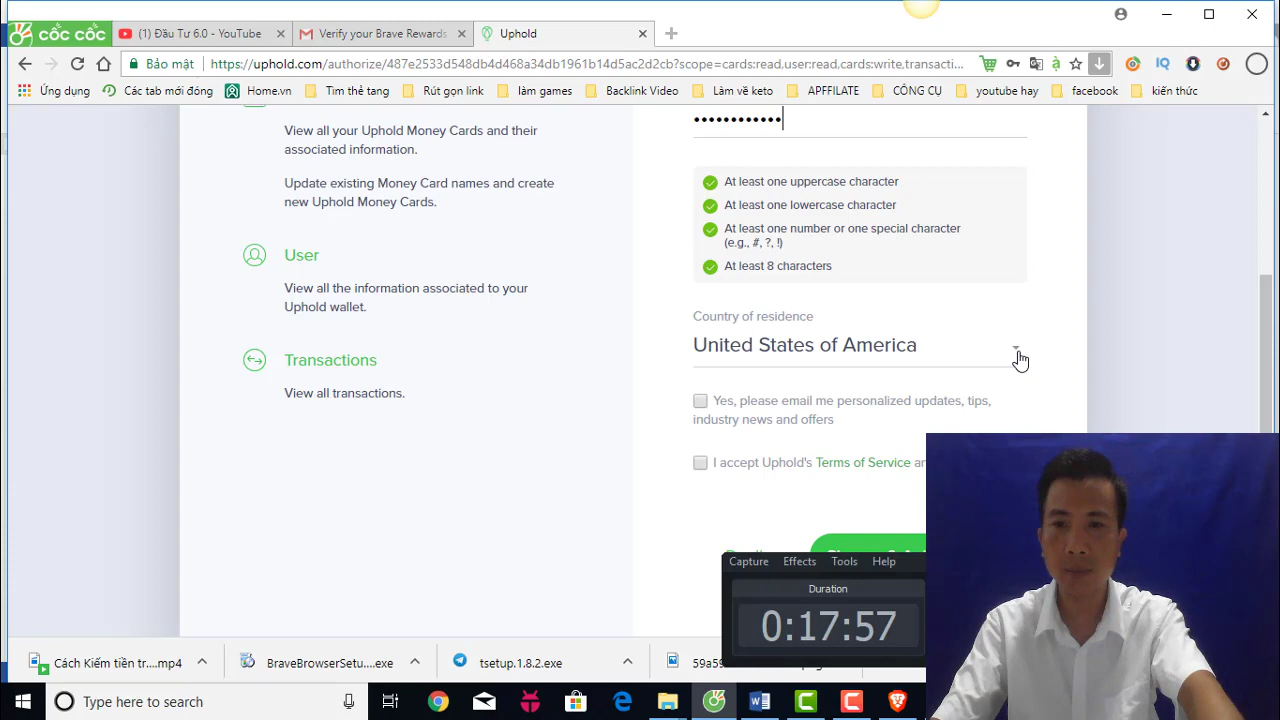 cốc cốc
(1) Đầu Tư 6.0 - YouTube
Verify your Brave Rewards
Uphold
Bảo mật
https://uphold.com/authorize/487e2533d548db4d468a34db1961b14d5ac2d2cb?scope=cards:read,user:read,cards:write,transacti...
Ứng dụng
Các tab mới đóng
Home.vn
Phim thẻ tang
Rút gọn link
làm games
Backlink Video
Làm vẽ keto
APFFILATE
CÔNG CỤ
youtube hay
facebook
kiến thức
View all your Uphold Money Cards and their
associated information.
Update existing Money Card names and create
new Uphold Money Cards.
User
View all the information associated to your
Uphold wallet.
Transactions
View all transactions.
••••••••••••
At least one uppercase character
At least one lowercase character
At least one number or one special character
(e.g., #, ?, !)
At least 8 characters
Country of residence
United States of America
Yes, please email me personalized updates, tips,
industry news and offers
I accept Uphold's Terms of Service
Capture
Effects
Tools
Help
Duration
0:17:57
Cách Kiếm tiền tr....mp4
BraveBrowserSetu....exe
tsetup.1.8.2.exe
Type here to search